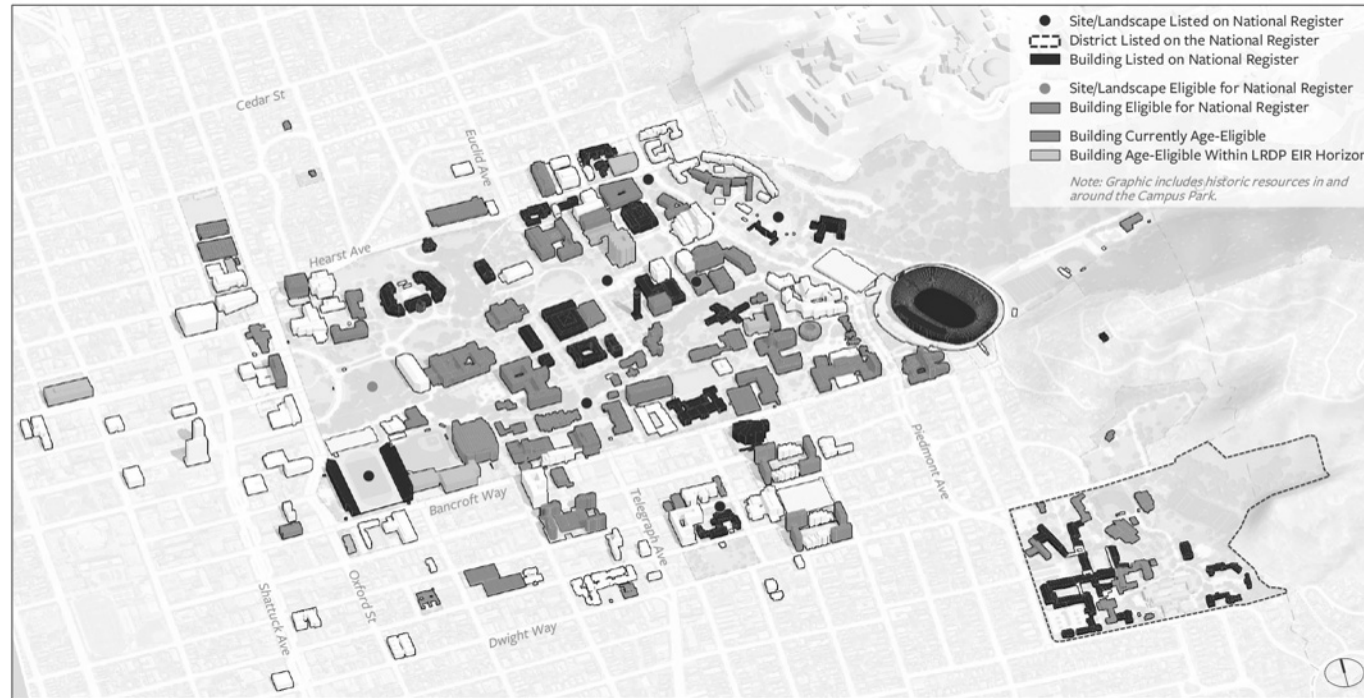 Site/Landscape Listed on National Register
District Listed on the National Register
Building Listed on National Register
Site/Landscape Eligible for National Register
Building Eligible for National Register
Building Currently Age-Eligible
Building Age-Eligible Within LRDP EIR Horizon
Note: Graphic includes historic resources in and
around the Campus Park.
Cedar St
Euclid Ave
Hearst Ave
Piedmont Ave
Bancroft Way
Telegraph Ave
Shattuck Ave
Oxford St
Dwight Way